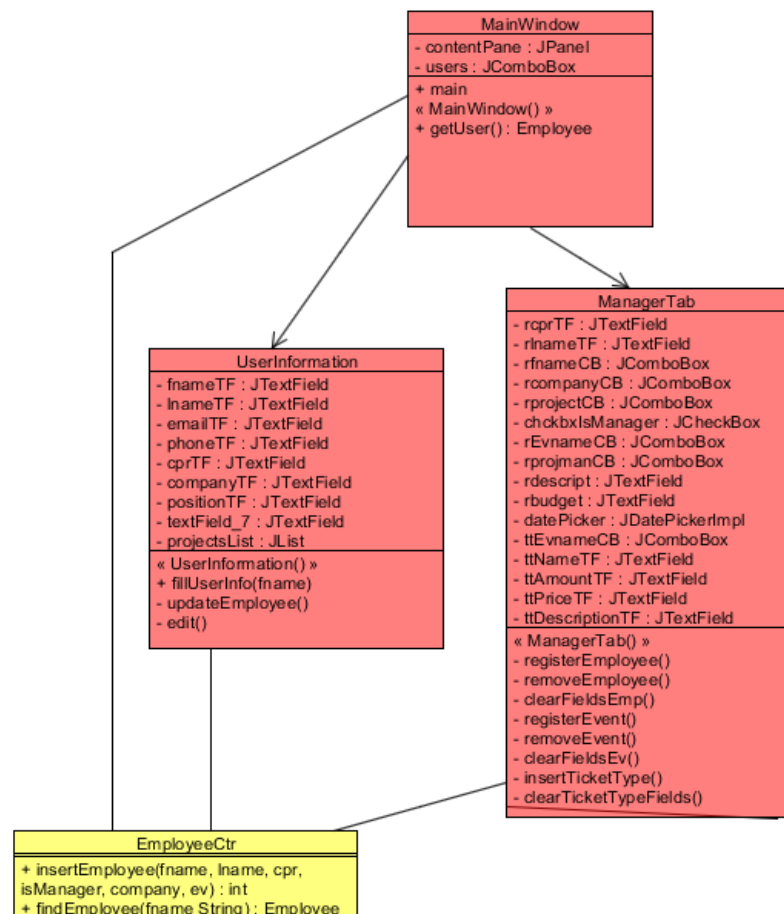 MainWindow
- contentPane : JPanel
- users : JComboBox
+ main
« MainWindow() »
+ getUser() : Employee
UserInformation
- fnameTF : JTextField
- lnameTF : JTextField
- emailTF : JTextField
- phoneTF : JTextField
- cprTF : JTextField
- companyTF : JTextField
- positionTF : JTextField
- textField_7 : JTextField
- projectsList : JList
« UserInformation() »
+ fillUserInfo(fname)
- updateEmployee()
- edit()
ManagerTab
- rcprTF : JTextField
- rlnameTF : JTextField
- rfnameCB : JComboBox
- rcompanyCB : JComboBox
- rprojectCB : JComboBox
- chckbxIsManager : JCheckBox
- rEvnameCB : JComboBox
- rprojmanCB : JComboBox
- rdescript : JTextField
- rbudget : JTextField
- datePicker : JDatePickerImpl
- ttEvnameCB : JComboBox
- ttNameTF : JTextField
- ttAmountTF : JTextField
- ttPriceTF : JTextField
- ttDescriptionTF : JTextField
« ManagerTab() »
- registerEmployee()
- removeEmployee()
- clearFieldsEmp()
- registerEvent()
- removeEvent()
- clearFieldsEv()
- insertTicketType()
- clearTicketTypeFields()
EmployeeCtr
+ insertEmployee(fname, lname, cpr,
isManager, company, ev) : int
+ findEmployee(fname String) : Employee